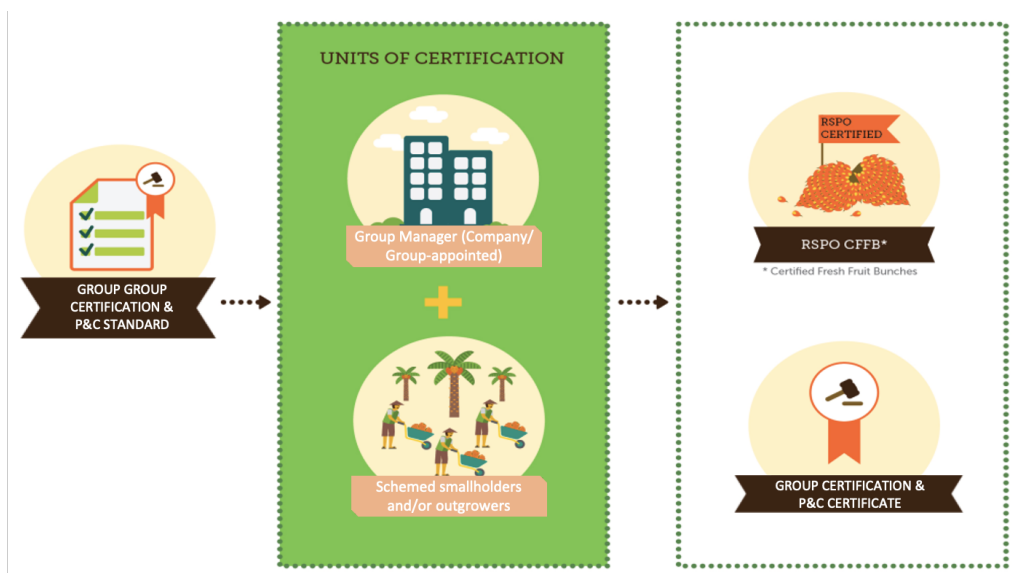 GROUP GROUP
CERTIFICATION &
P&C STANDARD
UNITS OF CERTIFICATION
Group Manager (Company/
Group-appointed)
Schemed smallholders
and/or outgrowers
RSPO
CERTIFIED
RSPO CFFB*
* Certified Fresh Fruit Bunches
GROUP CERTIFICATION &
P&C CERTIFICATE